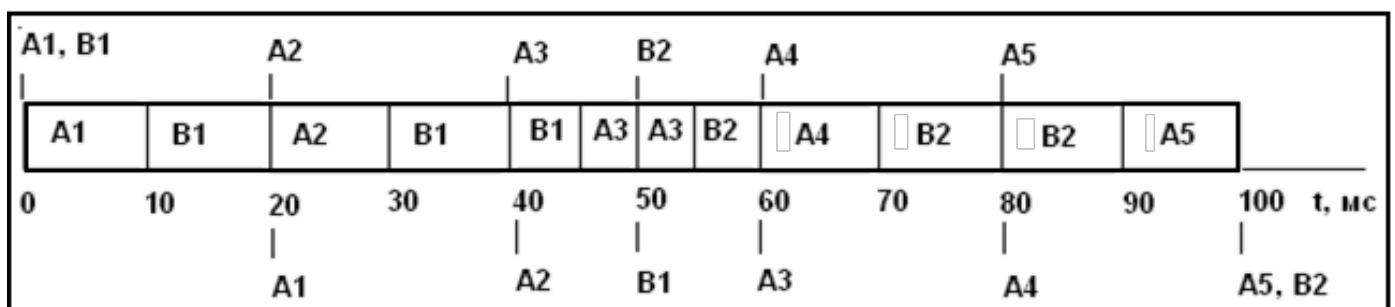 A1, B1 A2 A3 B2 A4 A5
A1 B1 A2 B1 B1 A3 A3 B2 A4 B2 B2 A5
0 10 20 30 40 50 60 70 80 90 100 t, мс
A1 A2 B1 A3 A4 A5, B2